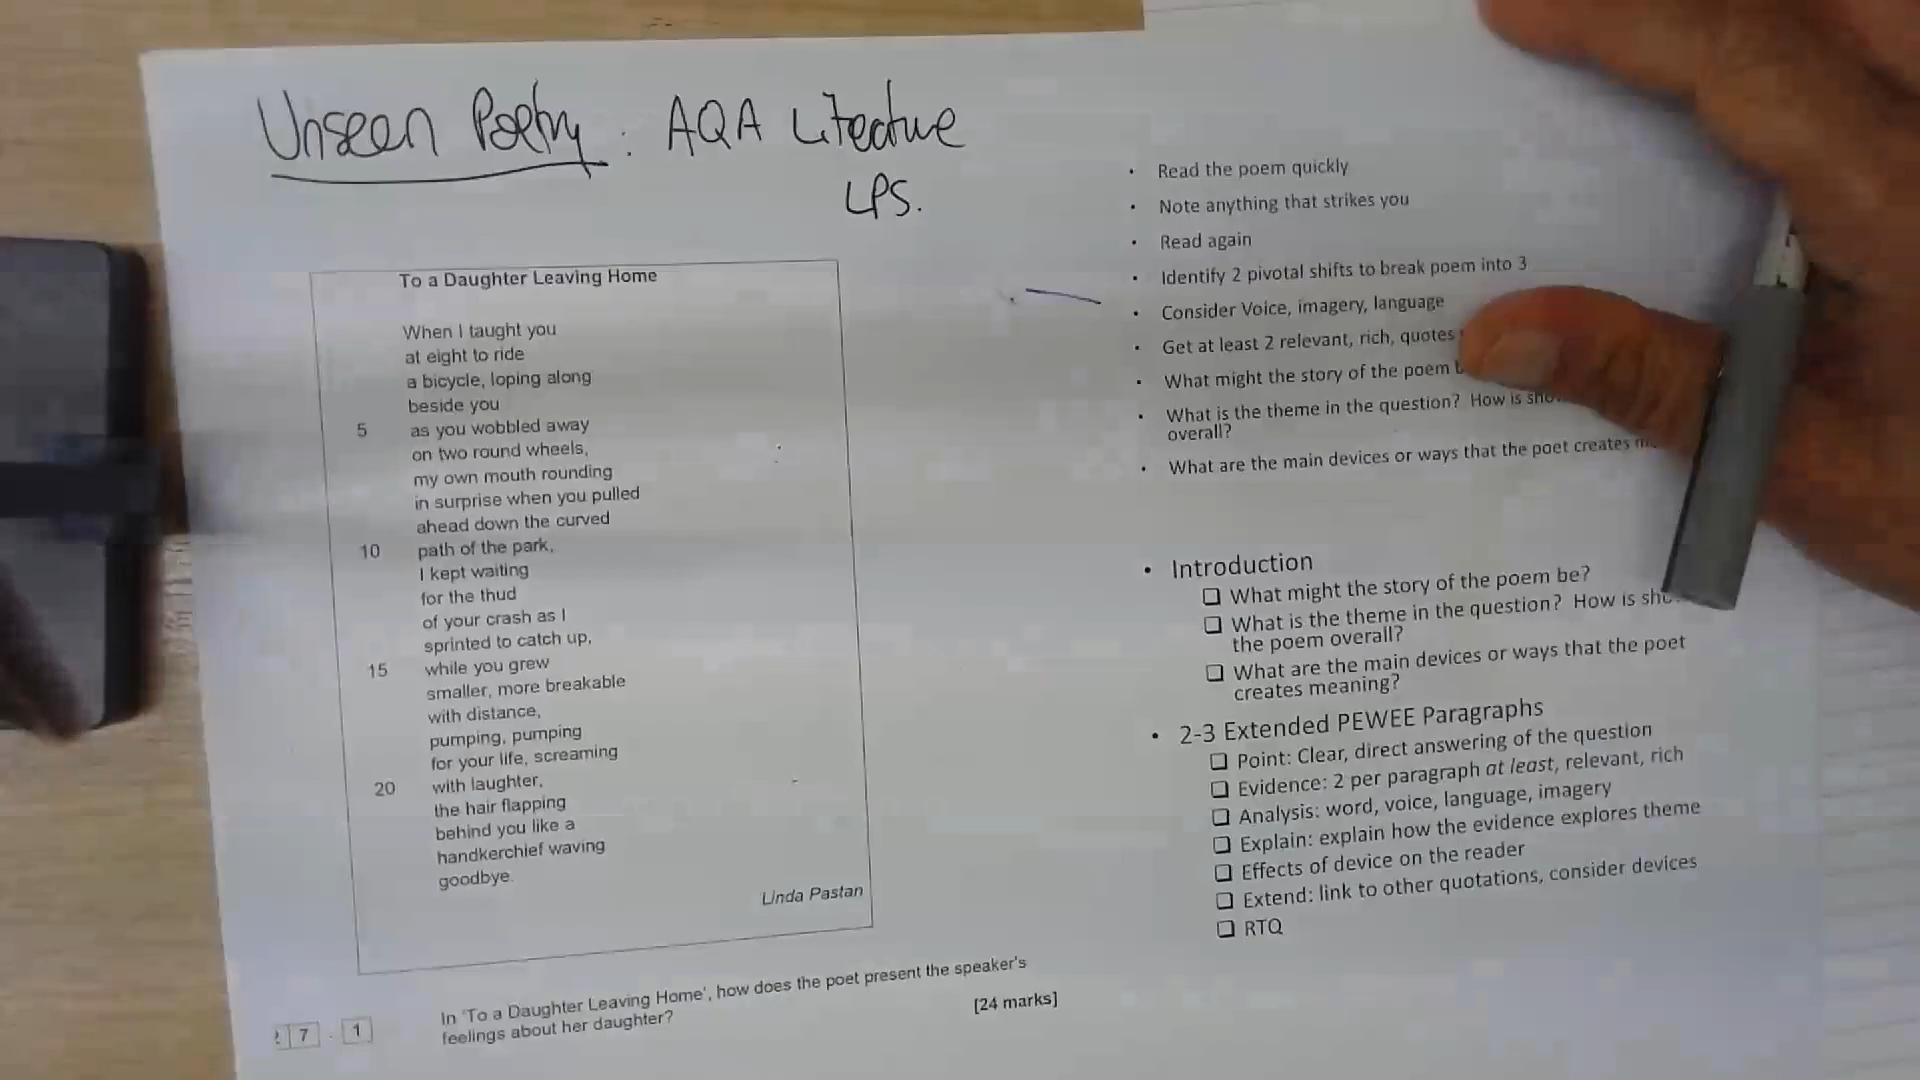 Unseen Poetry : AQA Literature
LPS.
To a Daughter Leaving Home
When I taught you
at eight to ride
a bicycle, loping along
beside you
5 as you wobbled away
on two round wheels,
my own mouth rounding
in surprise when you pulled
ahead down the curved
10 path of the park,
I kept waiting
for the thud
of your crash as I
sprinted to catch up,
15 while you grew
smaller, more breakable
with distance,
pumping, pumping
for your life, screaming
20 with laughter,
the hair flapping
behind you like a
handkerchief waving
goodbye.
Linda Pastan
7 . 1 In 'To a Daughter Leaving Home', how does the poet present the speaker's
feelings about her daughter?
[24 marks]
• Read the poem quickly
• Note anything that strikes you
• Read again
• Identify 2 pivotal shifts to break poem into 3
• Consider Voice, imagery, language
• Get at least 2 relevant, rich, quotes
• What might the story of the poem
• What is the theme in the question? How is
overall?
• What are the main devices or ways that the poet creates
• Introduction
❑ What might the story of the poem be?
❑ What is the theme in the question? How is
the poem overall?
❑ What are the main devices or ways that the poet
creates meaning?
• 2-3 Extended PEWEE Paragraphs
❑ Point: Clear, direct answering of the question
❑ Evidence: 2 per paragraph at least, relevant, rich
❑ Analysis: word, voice, language, imagery
❑ Explain: explain how the evidence explores theme
❑ Effects of device on the reader
❑ Extend: link to other quotations, consider devices
❑ RTQ